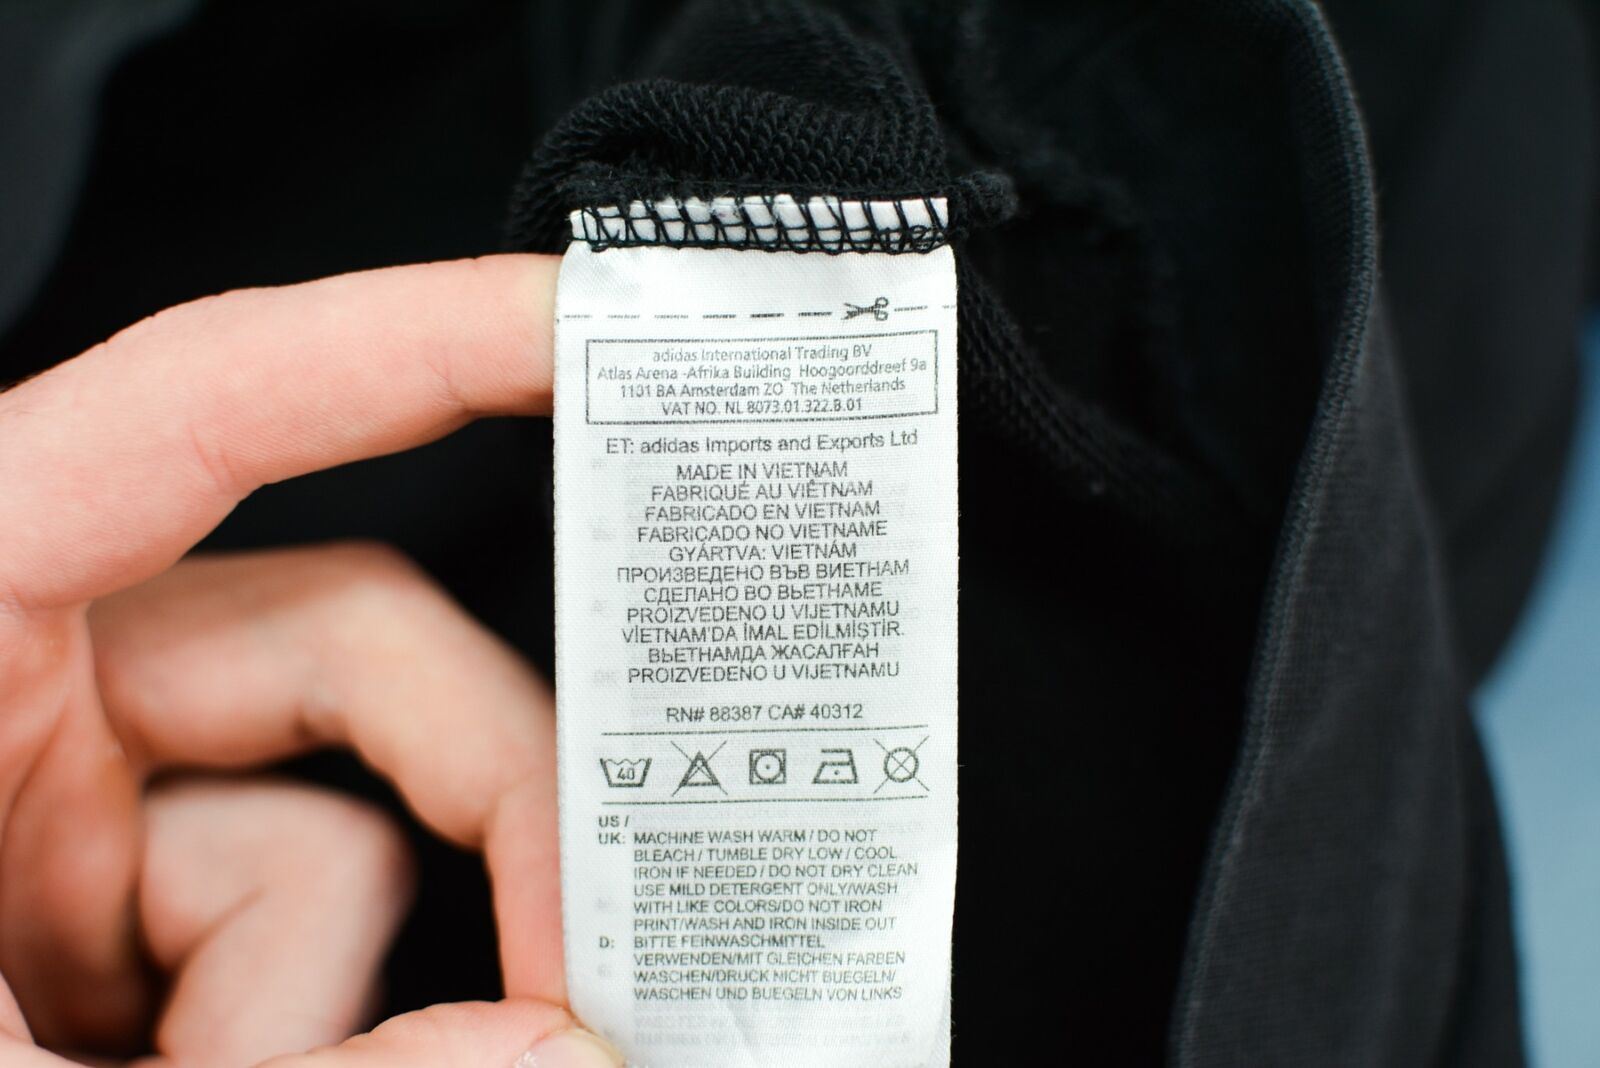 adidas International Trading BV
Atlas Arena -Afrika Building Hoogoorddreef 9a
1101 BA Amsterdam ZO The Netherlands
VAT NO. NL 8073.01.322.B.01
ET: adidas Imports and Exports Ltd
MADE IN VIETNAM
FABRIQUÉ AU VIÊTNAM
FABRICADO EN VIETNAM
FABRICADO NO VIETNAME
GYÁRTVA: VIETNÁM
ПРОИЗВЕДЕНО ВЪВ ВИЕТНАМ
СДЕЛАНО ВО ВЬЕТНАМЕ
PROIZVEDENO U VIJETNAMU
VİETNAM'DA İMAL EDİLMİŞTİR.
ВЬЕТНАМДА ЖАСАЛҒАН
PROIZVEDENO U VIJETNAMU
RN# 88387 CA# 40312
40
US /
UK: MACHINE WASH WARM / DO NOT
BLEACH / TUMBLE DRY LOW / COOL
IRON IF NEEDED / DO NOT DRY CLEAN
USE MILD DETERGENT ONLY/WASH
WITH LIKE COLORS/DO NOT IRON
PRINT/WASH AND IRON INSIDE OUT
D: BITTE FEINWASCHMITTEL
VERWENDEN/MIT GLEICHEN FARBEN
WASCHEN/DRUCK NICHT BUEGELN/
WASCHEN UND BUEGELN VON LINKS